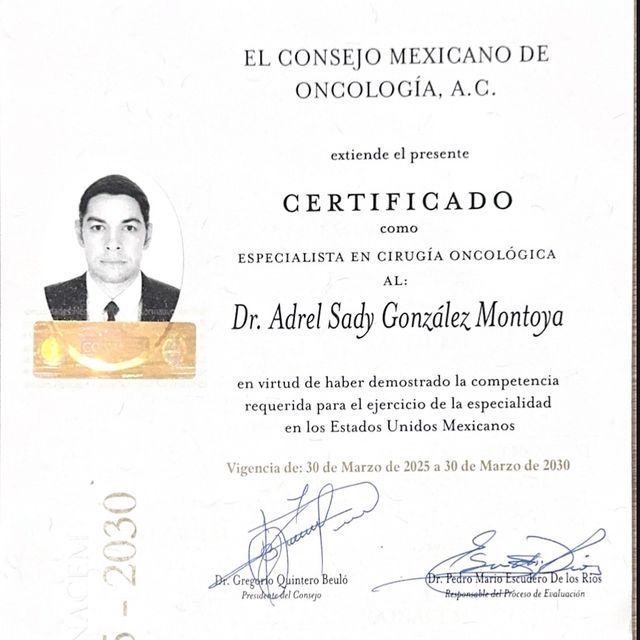 EL CONSEJO MEXICANO DE
ONCOLOGÍA, A.C.
extiende el presente
CERTIFICADO
como
ESPECIALISTA EN CIRUGÍA ONCOLÓGICA
AL:
Dr. Adrel Sady González Montoya
en virtud de haber demostrado la competencia
requerida para el ejercicio de la especialidad
en los Estados Unidos Mexicanos
Vigencia de: 30 de Marzo de 2025 a 30 de Marzo de 2030
Dr. Gregorio Quintero Beuló
Presidente del Consejo
Dr. Pedro Mario Escudero De los Ríos
Responsable del Proceso de Evaluación
- 2030